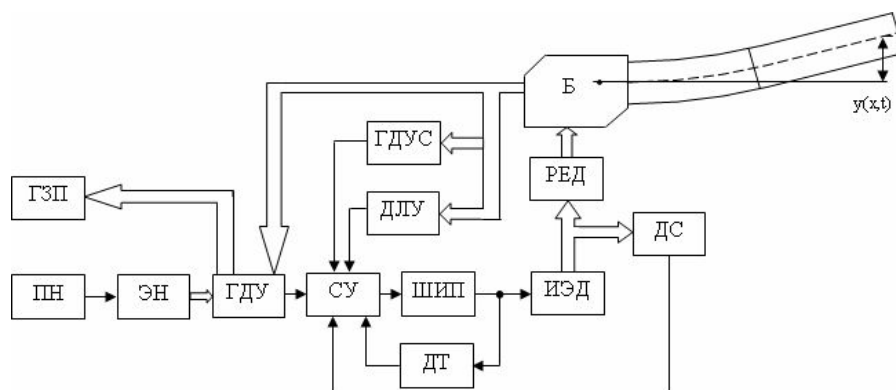 Б
y(x,t)
ГДУС
РЕД
ГЗП
ДЛУ
ДС
ПН
ЭН
ГДУ
СУ
ШИП
ИЭД
ДТ